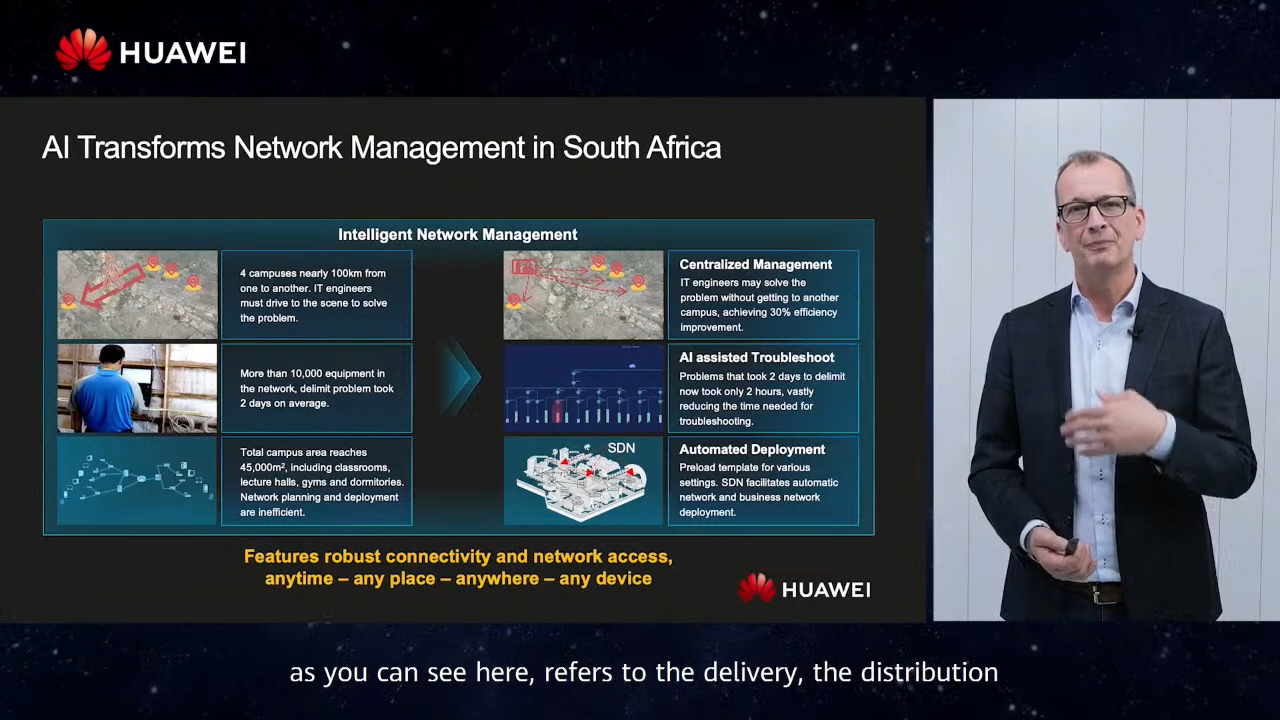 HUAWEI
AI Transforms Network Management in South Africa
Intelligent Network Management
4 campuses nearly 100km from
one to another. IT engineers
must drive to the scene to solve
the problem.
Centralized Management
IT engineers may solve the
problem without getting to another
campus, achieving 30% efficiency
improvement.
More than 10,000 equipment in
the network, delimit problem took
2 days on average.
AI assisted Troubleshoot
Problems that took 2 days to delimit
now took only 2 hours, vastly
reducing the time needed for
troubleshooting.
Total campus area reaches
45,000m², including classrooms,
lecture halls, gyms and dormitories.
Network planning and deployment
are inefficient.
SDN
Automated Deployment
Preload template for various
settings. SDN facilitates automatic
network and business network
deployment.
Features robust connectivity and network access,
anytime – any place – anywhere – any device
HUAWEI
as you can see here, refers to the delivery, the distribution